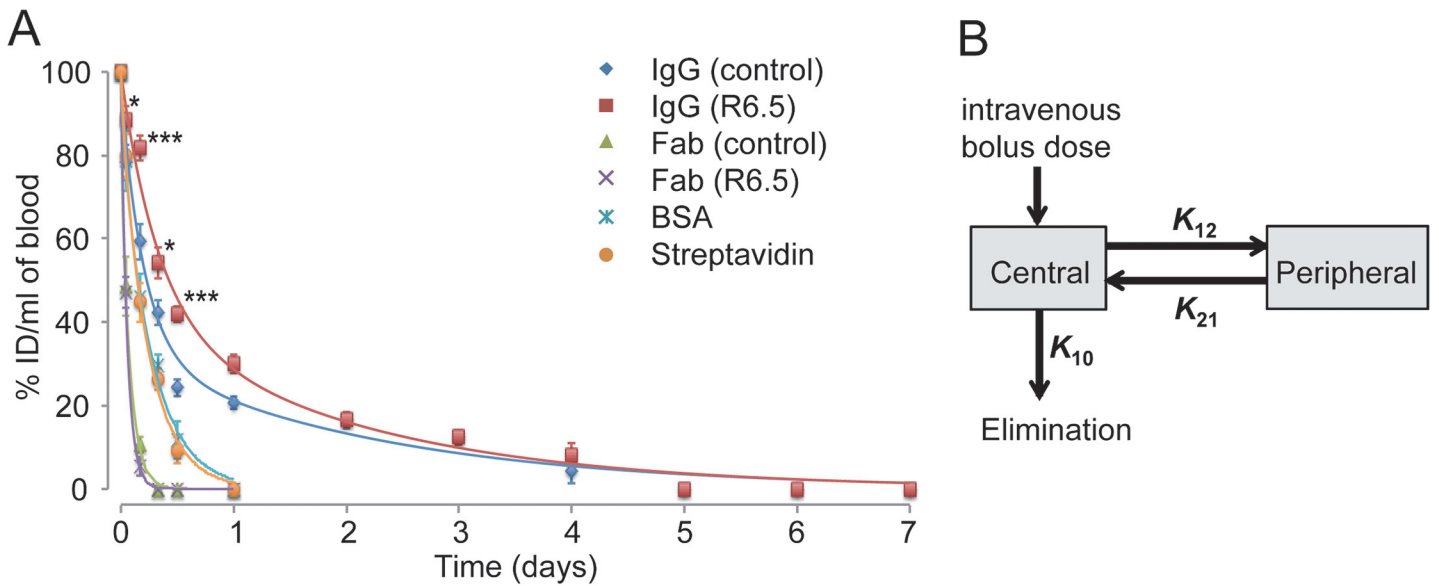 A
% ID/ml of blood
100
80
60
40
20
0
*
***
*
***
IgG (control)
IgG (R6.5)
Fab (control)
Fab (R6.5)
BSA
Streptavidin
0 1 2 3 4 5 6 7
Time (days)
B
intravenous
bolus dose
K12
Central
Peripheral
K21
K10
Elimination